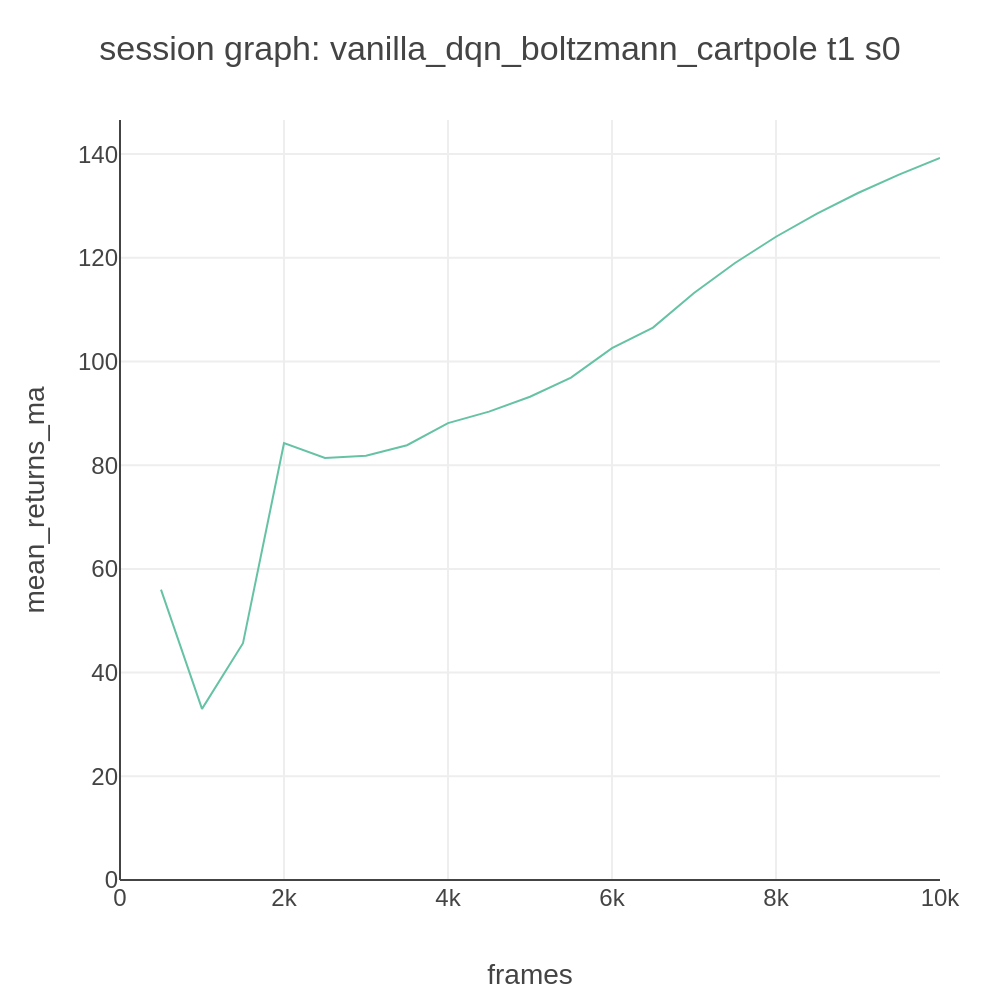 session graph: vanilla_dqn_boltzmann_cartpole t1 s0
mean_returns_ma
140
120
100
80
60
40
20
0
0 2k 4k 6k 8k 10k
frames